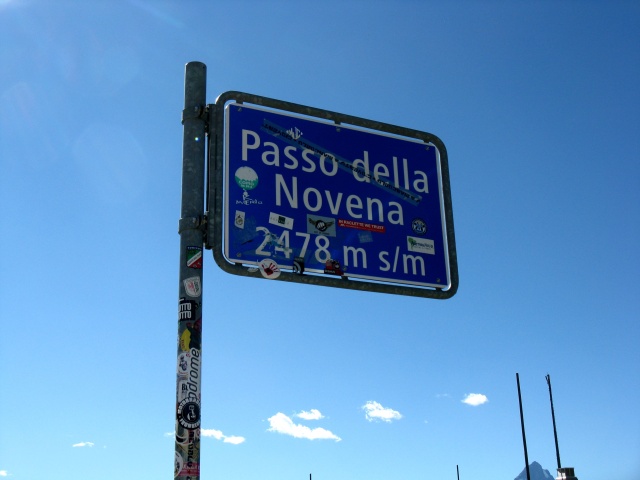 Passo della
Novena
2478 m s/m